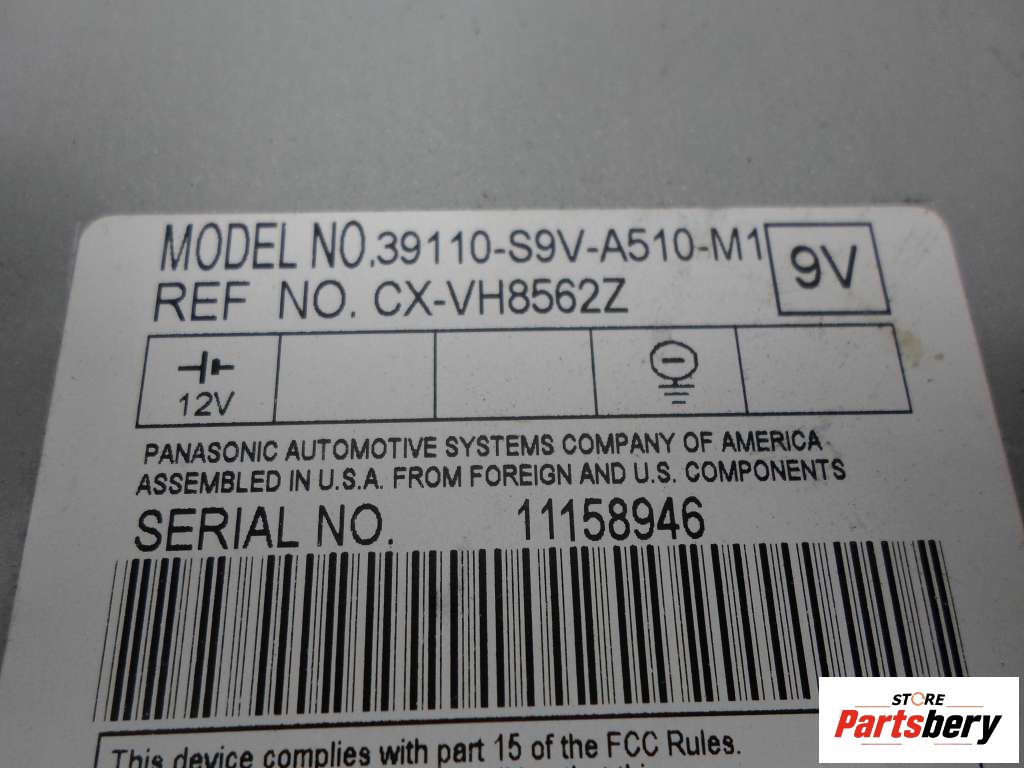 MODEL NO. 39110-S9V-A510-M1
9V
REF NO. CX-VH8562Z
12V
PANASONIC AUTOMOTIVE SYSTEMS COMPANY OF AMERICA
ASSEMBLED IN U.S.A. FROM FOREIGN AND U.S. COMPONENTS
SERIAL NO. 11158946
This device complies with part 15 of the FCC Rules.
STORE
Partsbery